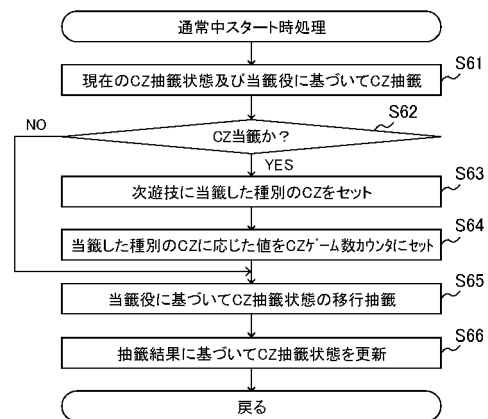 通常中スタート時処理
S61
現在のCZ抽籤状態及び当籤役に基づいてCZ抽籤
S62
NO
CZ当籤か?
YES
S63
次遊技に当籤した種別のCZをセット
S64
当籤した種別のCZに応じた値をCZゲーム数カウンタにセット
S65
当籤役に基づいてCZ抽籤状態の移行抽籤
S66
抽籤結果に基づいてCZ抽籤状態を更新
戻る